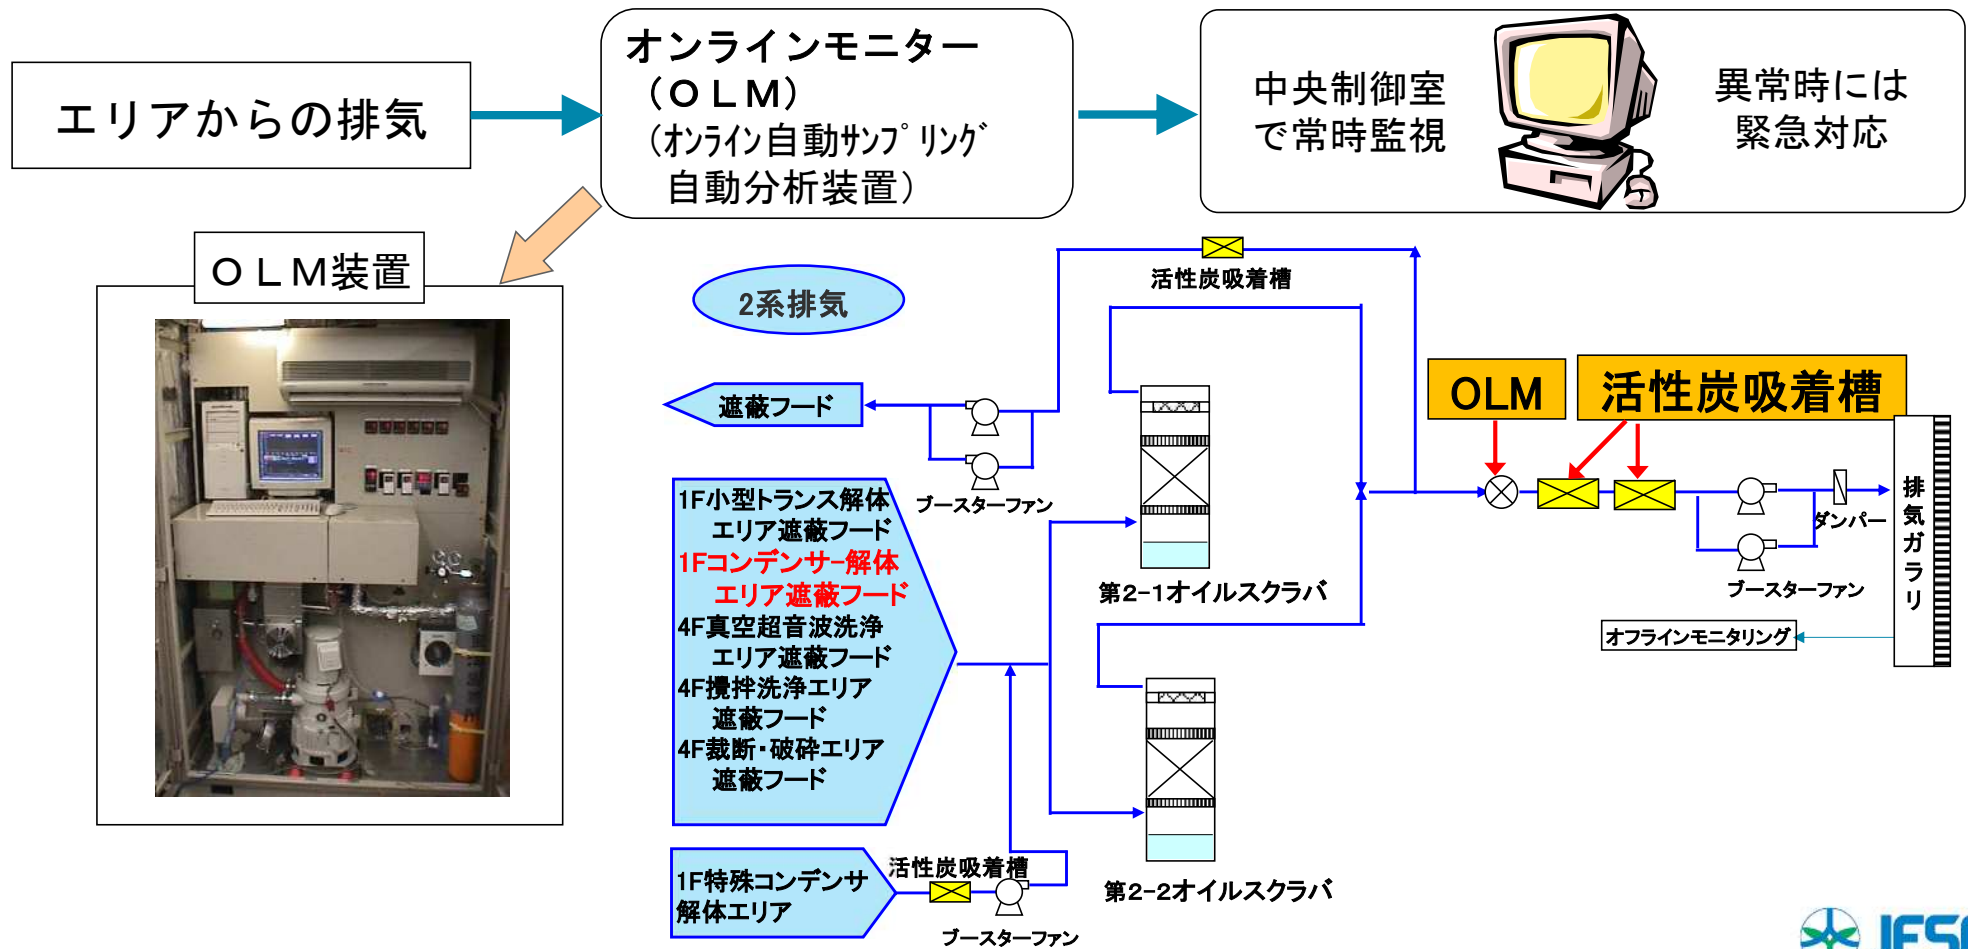 エリアからの排気
オンラインモニター
（ＯＬＭ）
（ｵﾝﾗｲﾝ自動ｻﾝﾌﾟﾘﾝｸﾞ
自動分析装置）
中央制御室
で常時監視
異常時には
緊急対応
ＯＬＭ装置
2系排気
活性炭吸着槽
遮蔽フード
ブースターファン
1F小型トランス解体
エリア遮蔽フード
1Fコンデンサｰ解体
エリア遮蔽フード
4F真空超音波洗浄
エリア遮蔽フード
4F攪拌洗浄エリア
遮蔽フード
4F裁断・破砕エリア
遮蔽フード
1F特殊コンデンサ
解体エリア
活性炭吸着槽
ブースターファン
第2-1オイルスクラバ
第2-2オイルスクラバ
OLM
活性炭吸着槽
ダンパー
ブースターファン
排気ガラリ
オフラインモニタリング